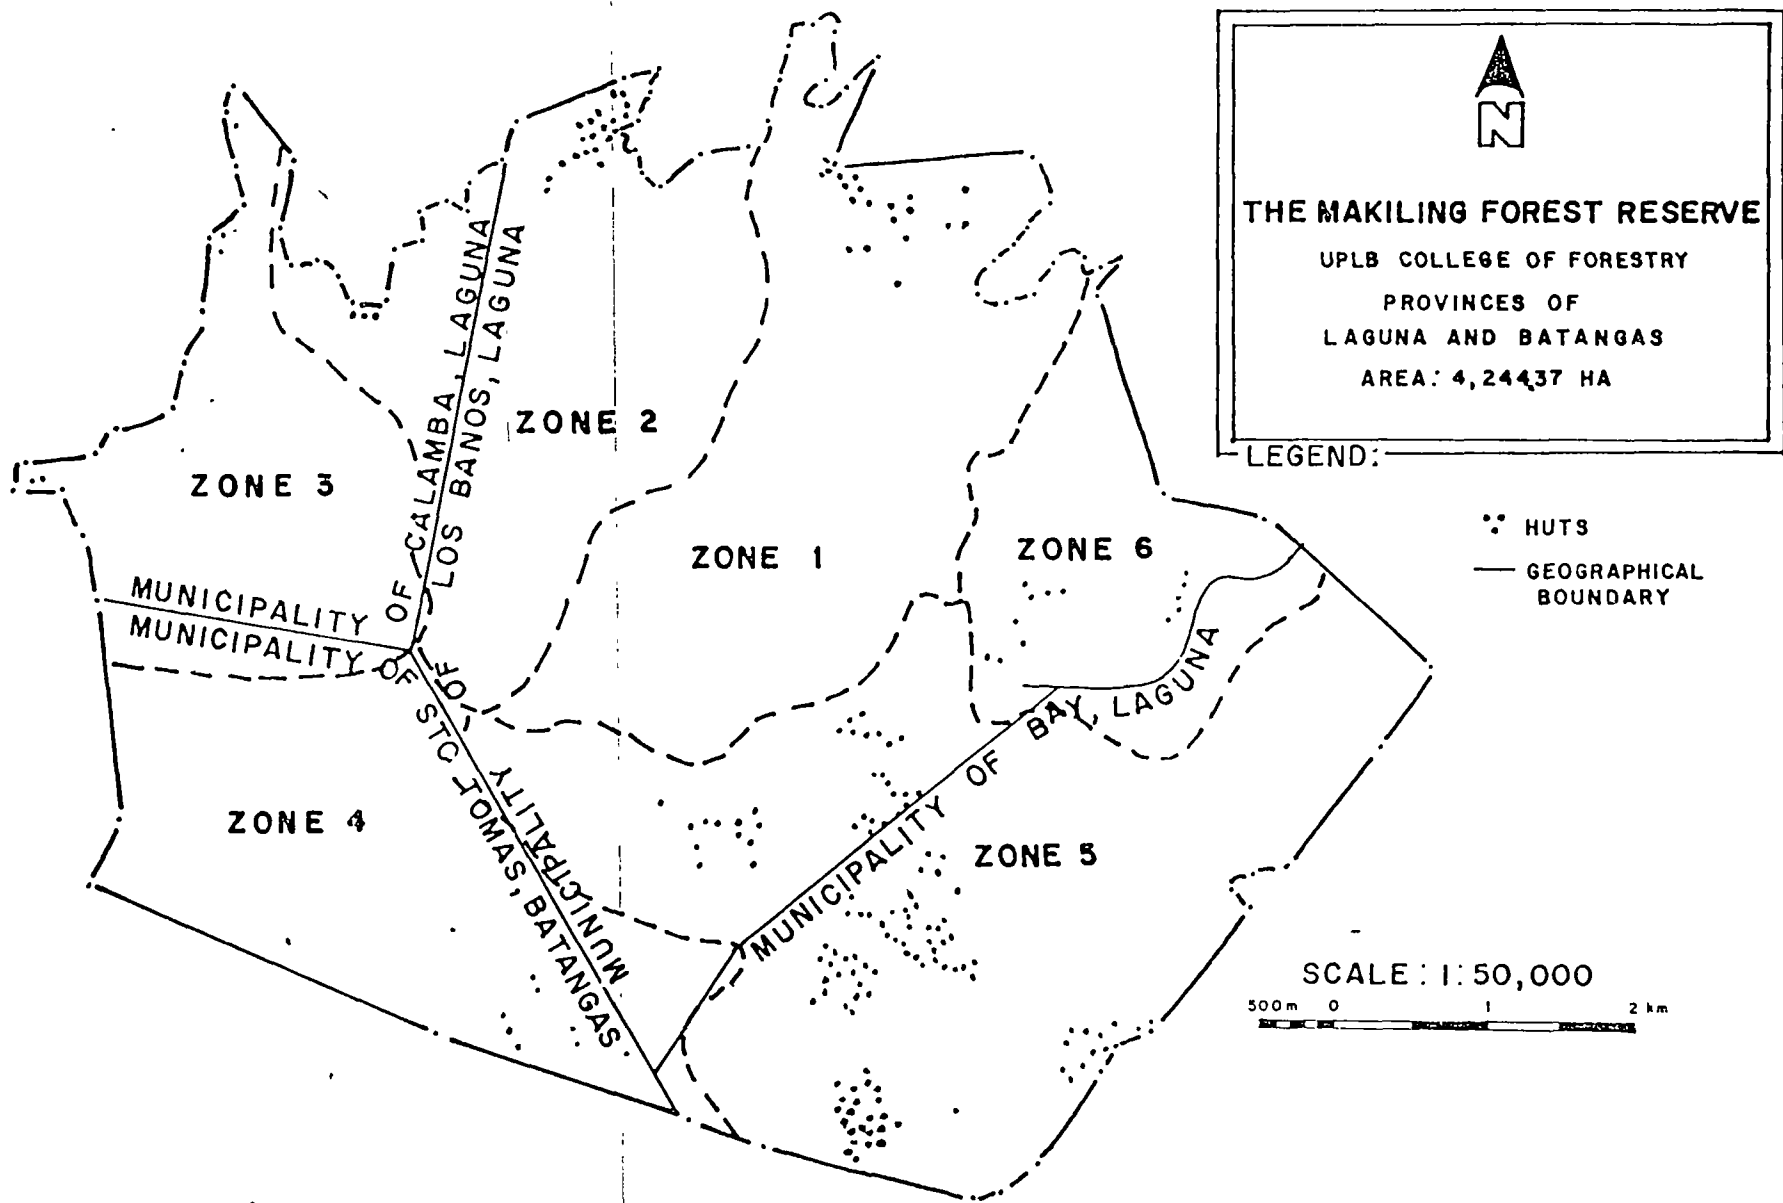 N
THE MAKILING FOREST RESERVE
UPLB COLLEGE OF FORESTRY
PROVINCES OF
LAGUNA AND BATANGAS
AREA: 4,244.37 HA
LEGEND:
HUTS
GEOGRAPHICAL
BOUNDARY
ZONE 2
ZONE 3
ZONE 1
ZONE 6
ZONE 4
ZONE 5
MUNICIPALITY OF CALAMBA, LAGUNA
MUNICIPALITY OF LOS BANOS, LAGUNA
MUNICIPALITY OF STO TOMAS, BATANGAS
MUNICIPALITY OF BAY, LAGUNA
SCALE: 1:50,000
500m 0 1 2 km